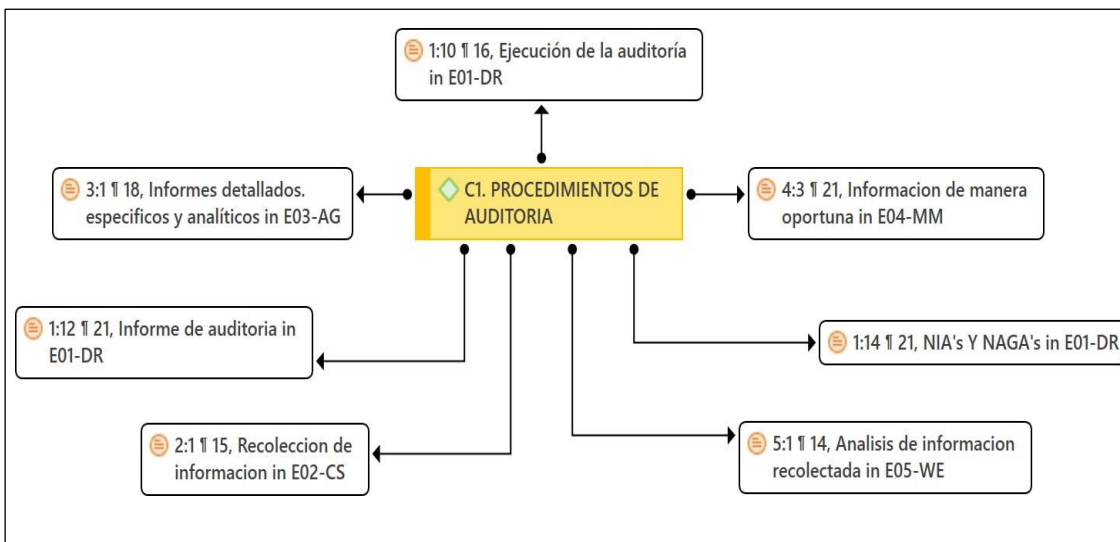 1:10 ¶ 16, Ejecución de la auditoría
in E01-DR
3:1 ¶ 18, Informes detallados.
especificos y analíticos in E03-AG
C1. PROCEDIMIENTOS DE
AUDITORIA
4:3 ¶ 21, Informacion de manera
oportuna in E04-MM
1:12 ¶ 21, Informe de auditoria in
E01-DR
1:14 ¶ 21, NIA's Y NAGA's in E01-DR
2:1 ¶ 15, Recoleccion de
informacion in E02-CS
5:1 ¶ 14, Analisis de informacion
recolectada in E05-WE